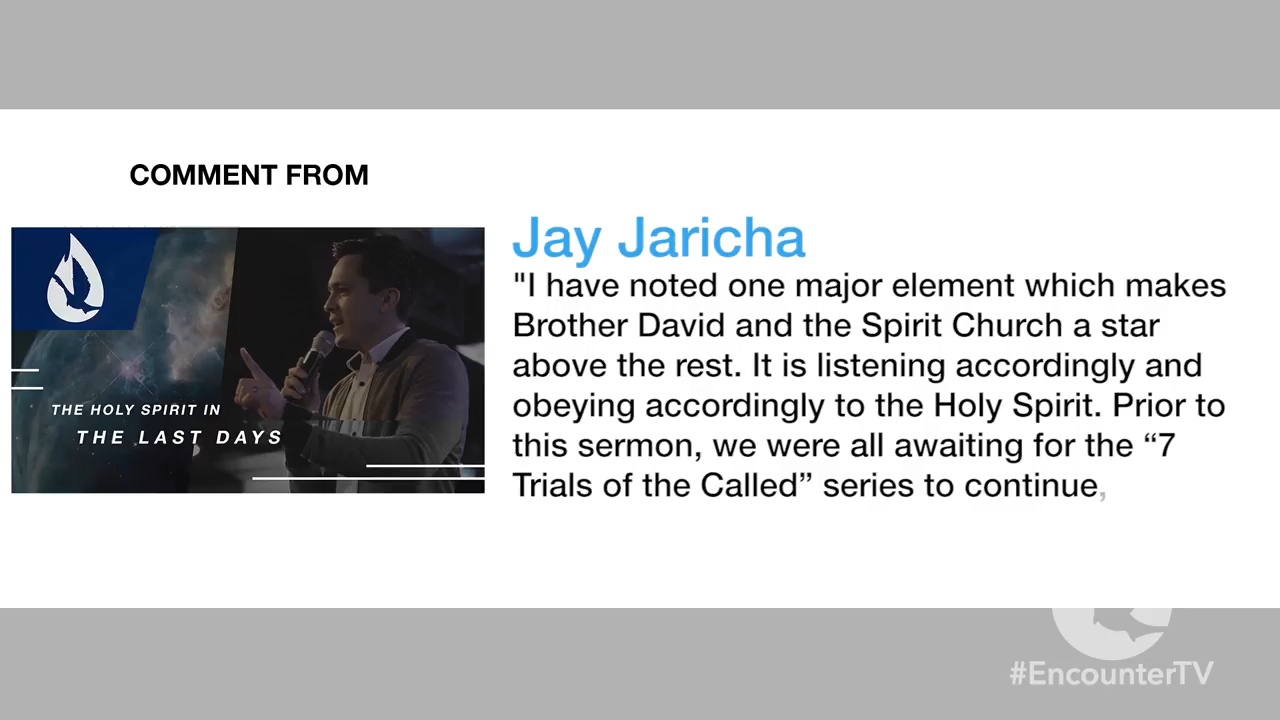 COMMENT FROM
THE HOLY SPIRIT IN
THE LAST DAYS
Jay Jaricha
"I have noted one major element which makes
Brother David and the Spirit Church a star
above the rest. It is listening accordingly and
obeying accordingly to the Holy Spirit. Prior to
this sermon, we were all awaiting for the “7
Trials of the Called” series to continue,
#EncounterTV